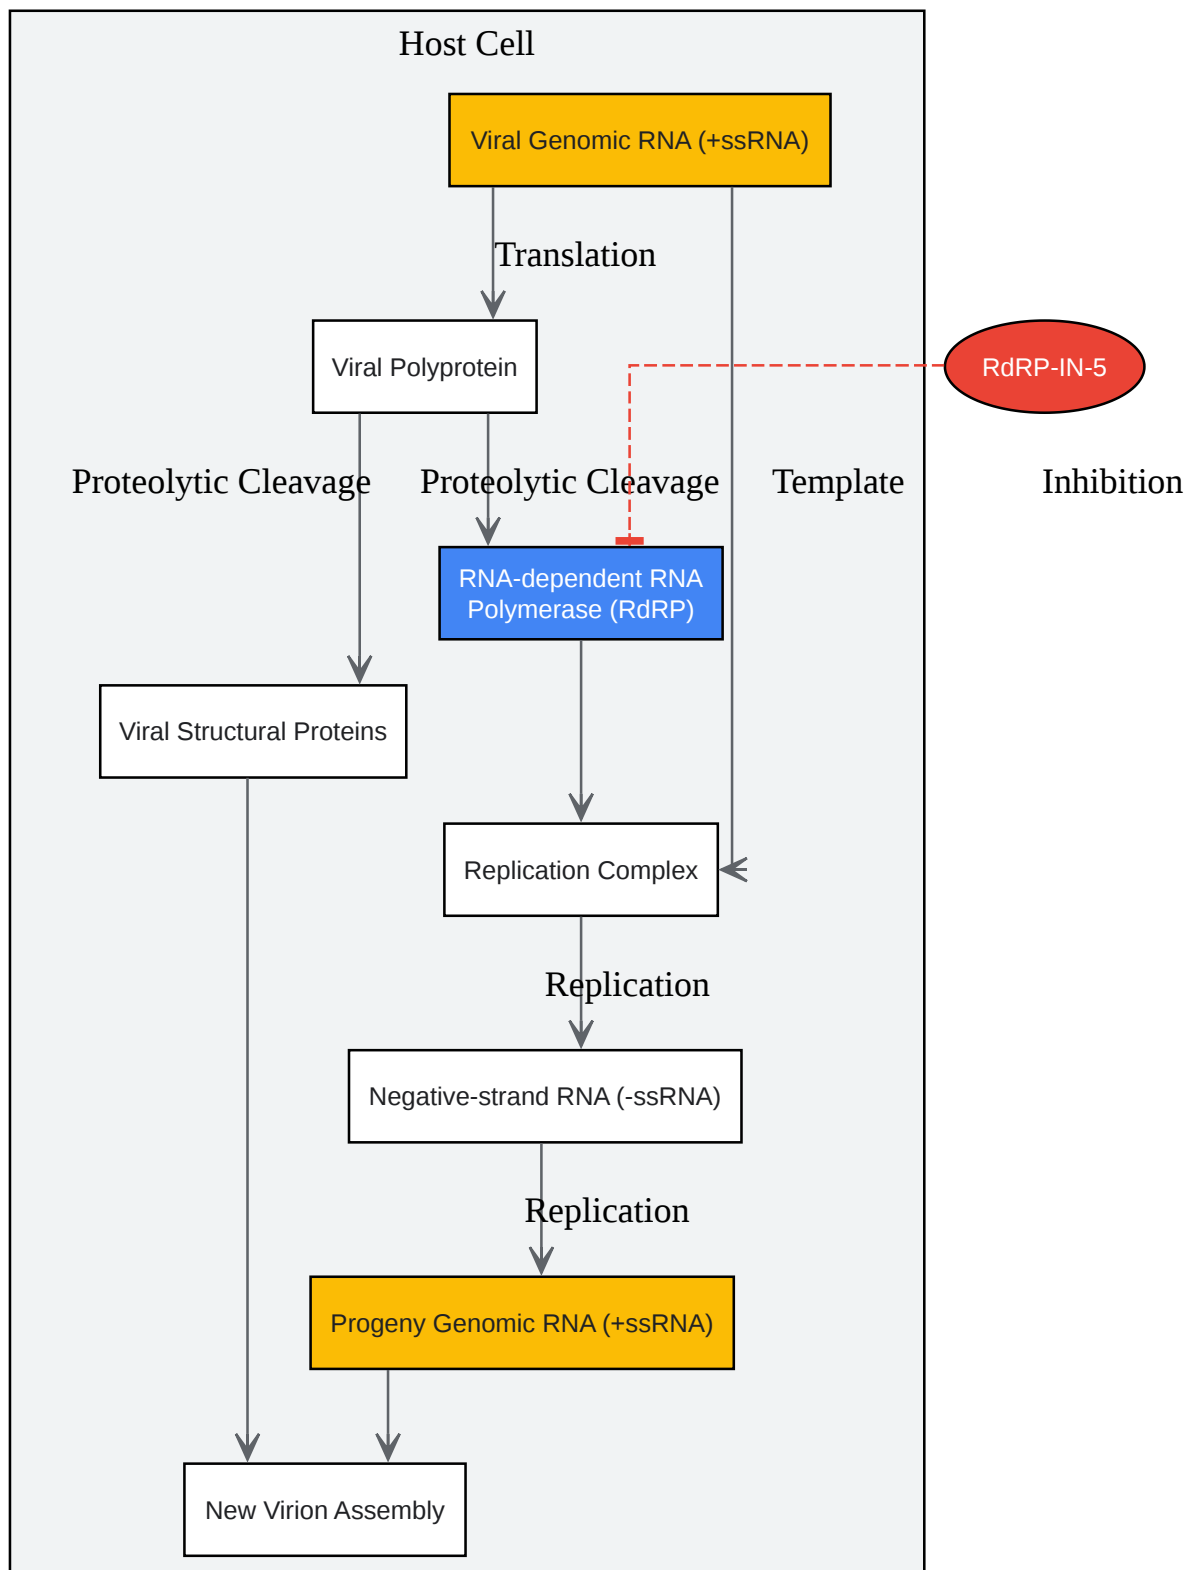 Host Cell
Viral Genomic RNA (+ssRNA)
Translation
Viral Polyprotein
RdRP-IN-5
Proteolytic Cleavage
Proteolytic Cleavage
Template
Inhibition
RNA-dependent RNA
Polymerase (RdRP)
Viral Structural Proteins
Replication Complex
Replication
Negative-strand RNA (-ssRNA)
Replication
Progeny Genomic RNA (+ssRNA)
New Virion Assembly